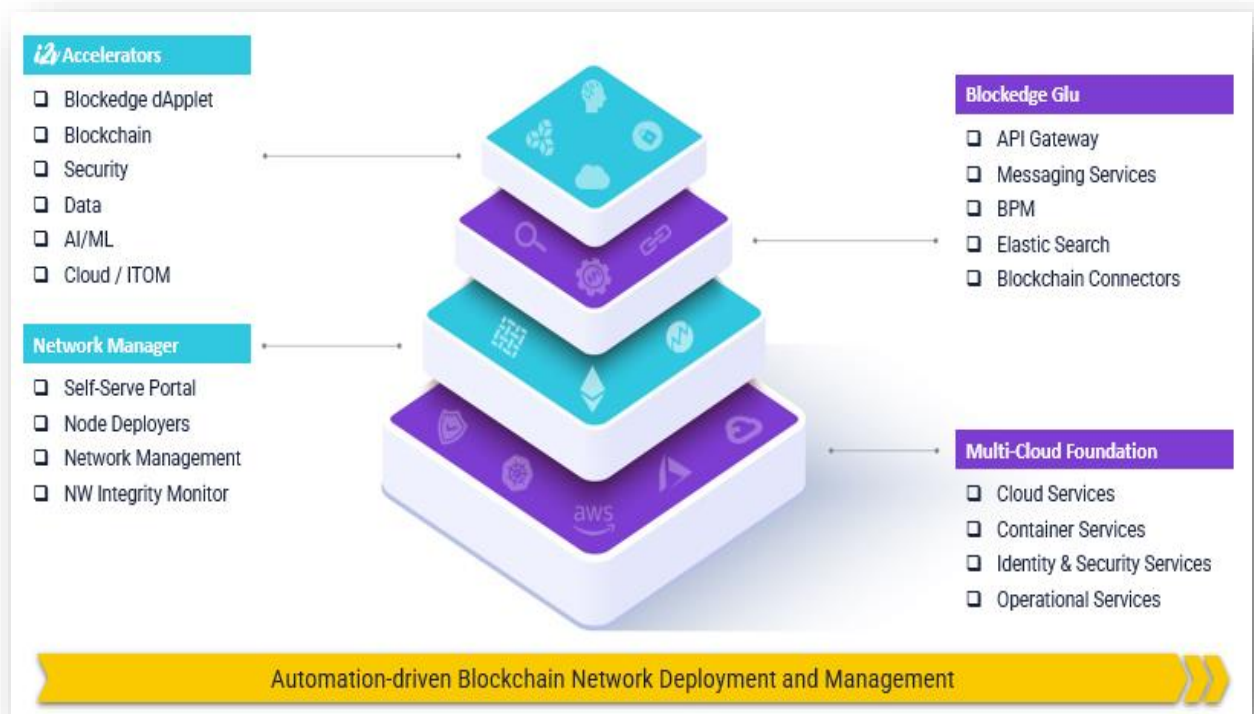 i2v Accelerators
Blockedge dApplet
Blockchain
Security
Data
AI/ML
Cloud / ITOM
Network Manager
Self-Serve Portal
Node Deployers
Network Management
NW Integrity Monitor
Blockedge Glu
API Gateway
Messaging Services
BPM
Elastic Search
Blockchain Connectors
Multi-Cloud Foundation
Cloud Services
Container Services
Identity & Security Services
Operational Services
aws
Automation-driven Blockchain Network Deployment and Management